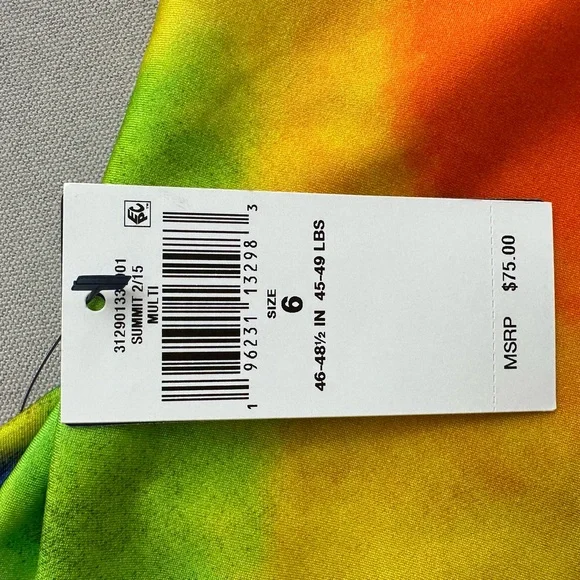 SUMMIT 2/15
MULTI
1 96231 13298 3
SIZE
6
46-48½ IN 45-49 LBS
MSRP $75.00